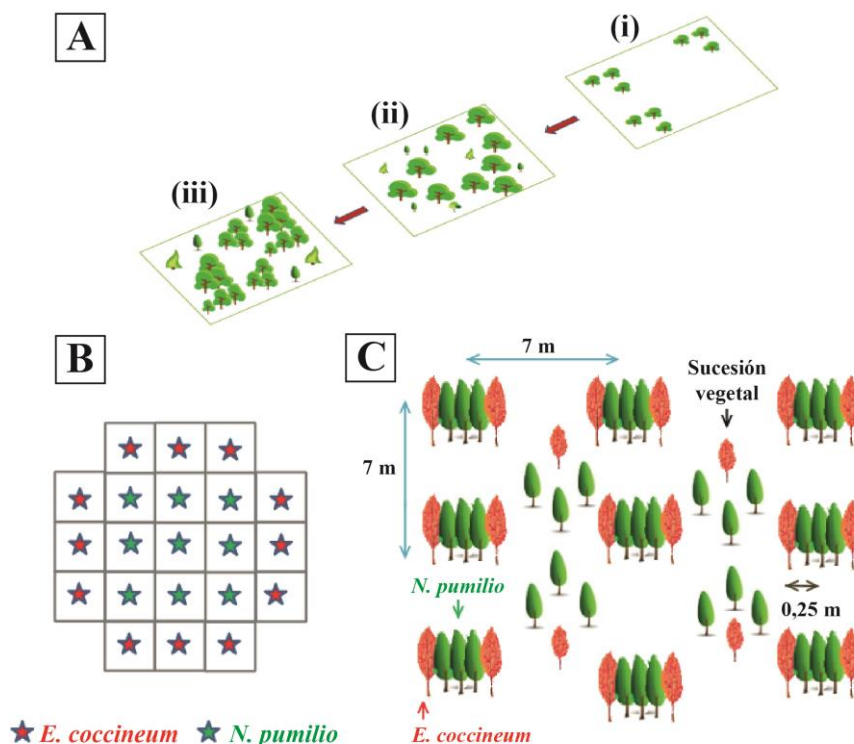 A
(i)
(ii)
(iii)
B
E. coccineum
N. pumilio
C
7 m
Sucesión
vegetal
7 m
N. pumilio
0,25 m
E. coccineum